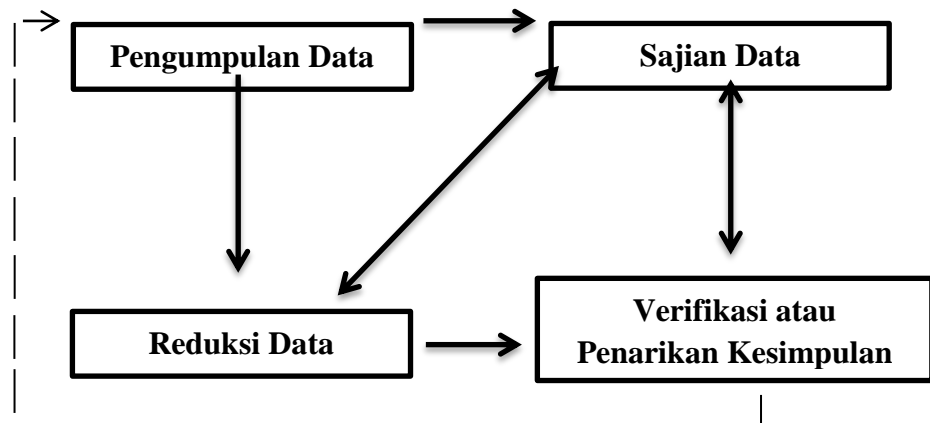 Pengumpulan Data
Sajian Data
Reduksi Data
Verifikasi atau
Penarikan Kesimpulan